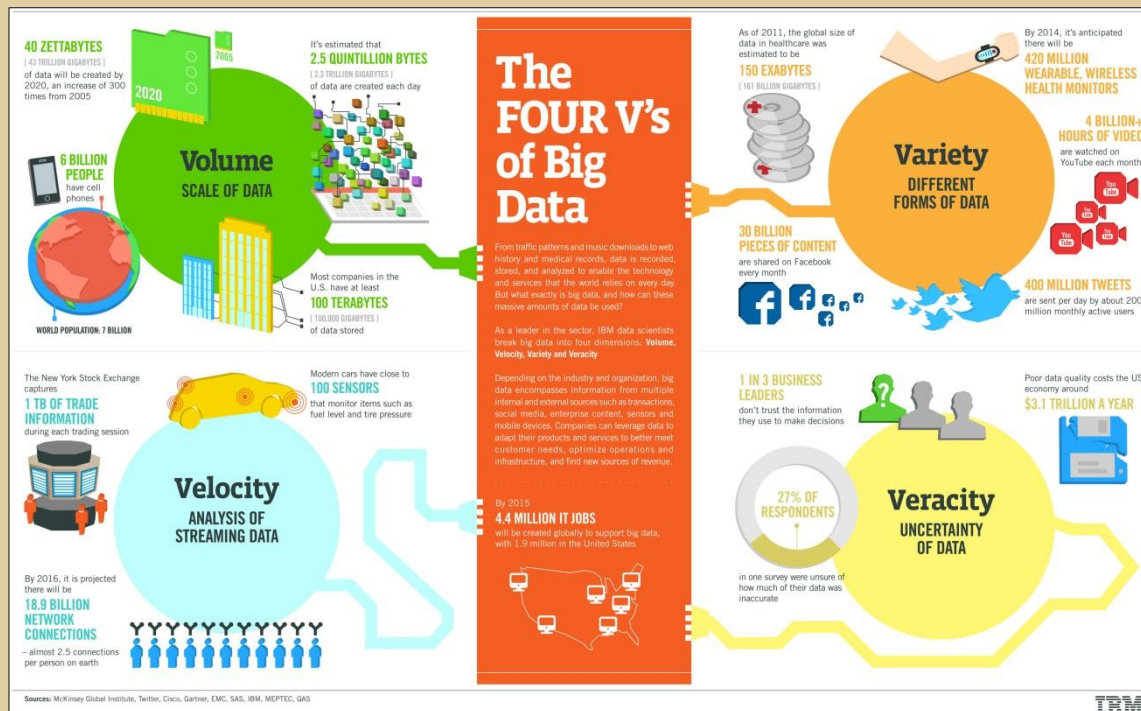 40 ZETTABYTES
[ 43 TRILLION GIGABYTES ]
of data will be created by
2020, an increase of 300
times from 2005
2005
2020
It's estimated that
2.5 QUINTILLION BYTES
[ 2.3 TRILLION GIGABYTES ]
of data are created each day
6 BILLION
PEOPLE
have cell
phones
WORLD POPULATION: 7 BILLION
Volume
SCALE OF DATA
Most companies in the
U.S. have at least
100 TERABYTES
[ 100,000 GIGABYTES ]
of data stored
The New York Stock Exchange
captures
1 TB OF TRADE
INFORMATION
during each trading session
Modern cars have close to
100 SENSORS
that monitor items such as
fuel level and tire pressure
Velocity
ANALYSIS OF
STREAMING DATA
By 2016, it is projected
there will be
18.9 BILLION
NETWORK
CONNECTIONS
– almost 2.5 connections
per person on earth
The
FOUR V's
of Big
Data
From traffic patterns and music downloads to web
history and medical records, data is recorded,
stored, and analyzed to enable the technology
and services that the world relies on every day.
But what exactly is big data, and how can these
massive amounts of data be used?
As a leader in the sector, IBM data scientists
break big data into four dimensions: Volume,
Velocity, Variety and Veracity
Depending on the industry and organization, big
data encompasses information from multiple
internal and external sources such as transactions,
social media, enterprise content, sensors and
mobile devices. Companies can leverage data to
adapt their products and services to better meet
customer needs, optimize operations and
infrastructure, and find new sources of revenue.
By 2015
4.4 MILLION IT JOBS
will be created globally to support big data,
with 1.9 million in the United States
As of 2011, the global size of
data in healthcare was
estimated to be
150 EXABYTES
[ 161 BILLION GIGABYTES ]
By 2014, it's anticipated
there will be
420 MILLION
WEARABLE, WIRELESS
HEALTH MONITORS
4 BILLION+
HOURS OF VIDEO
are watched on
YouTube each month
You
Tube
You
Tube
You
Tube
You
Tube
Variety
DIFFERENT
FORMS OF DATA
30 BILLION
PIECES OF CONTENT
are shared on Facebook
every month
400 MILLION TWEETS
are sent per day by about 200
million monthly active users
1 IN 3 BUSINESS
LEADERS
don't trust the information
they use to make decisions
?
Poor data quality costs the US
economy around
$3.1 TRILLION A YEAR
27% OF
RESPONDENTS
in one survey were unsure of
how much of their data was
inaccurate
Veracity
UNCERTAINTY
OF DATA
Sources: McKinsey Global Institute, Twitter, Cisco, Gartner, EMC, SAS, IBM, MEPTEC, QAS